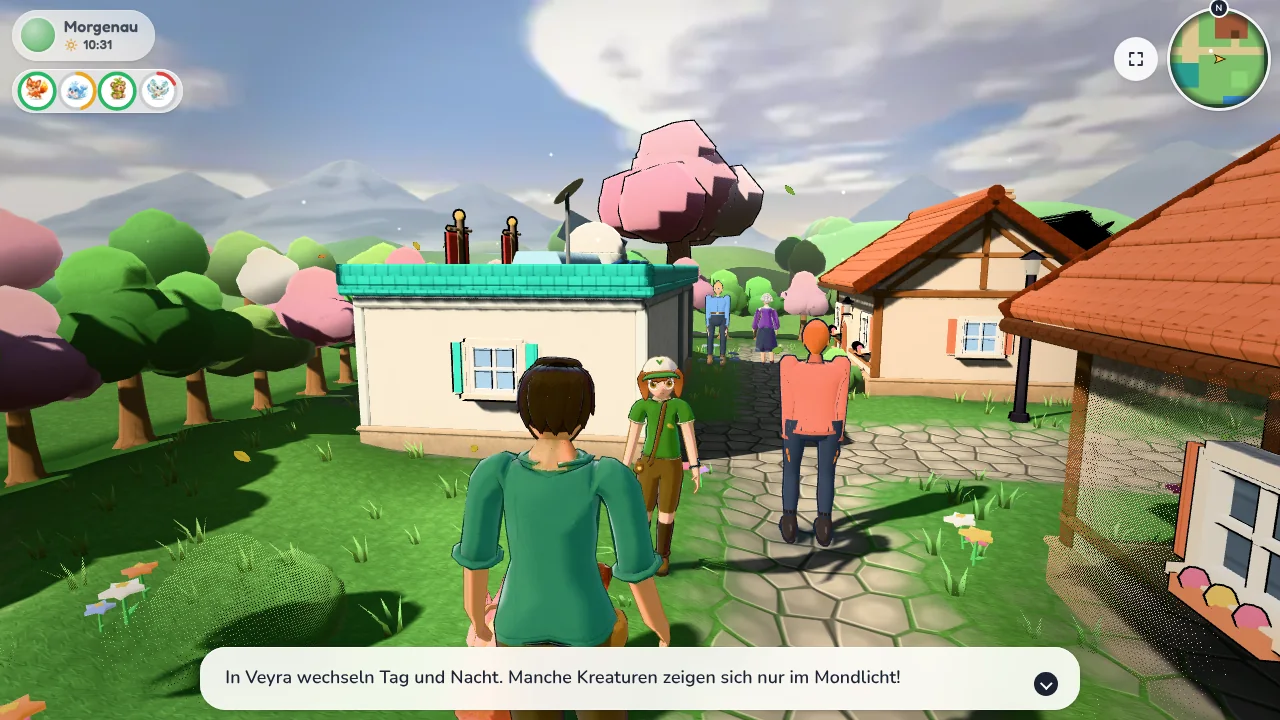 Morgenau
10:31
N
In Veyra wechseln Tag und Nacht. Manche Kreaturen zeigen sich nur im Mondlicht!